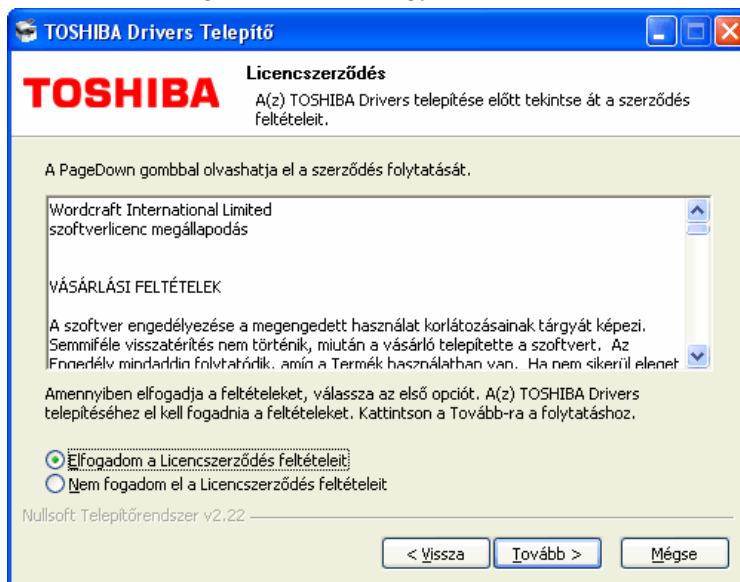 TOSHIBA Drivers Telepítő
TOSHIBA
Licencszerződés
A(z) TOSHIBA Drivers telepítése előtt tekintse át a szerződés
feltételeit.
A PageDown gombbal olvashatja el a szerződés folytatását.
Wordcraft International Limited
szoftverlicenc megállapodás
VÁSÁRLÁSI FELTÉTELEK
A szoftver engedélyezése a megengedett használat korlátozásainak tárgyát képezi.
Semmiféle visszatérítés nem történik, miután a vásárló telepítette a szoftvert. Az
Engedély mindaddig folytatódik, amíg a Termék használatban van. Ha nem sikerül eleget
Amennyiben elfogadja a feltételeket, válassza az első opciót. A(z) TOSHIBA Drivers
telepítéséhez el kell fogadnia a feltételeket. Kattintson a Tovább-ra a folytatáshoz.
Elfogadom a Licencszerződés feltételeit
Nem fogadom el a Licencszerződés feltételeit
Nullsoft Telepítőrendszer v2.22
< Vissza
Tovább >
Mégse